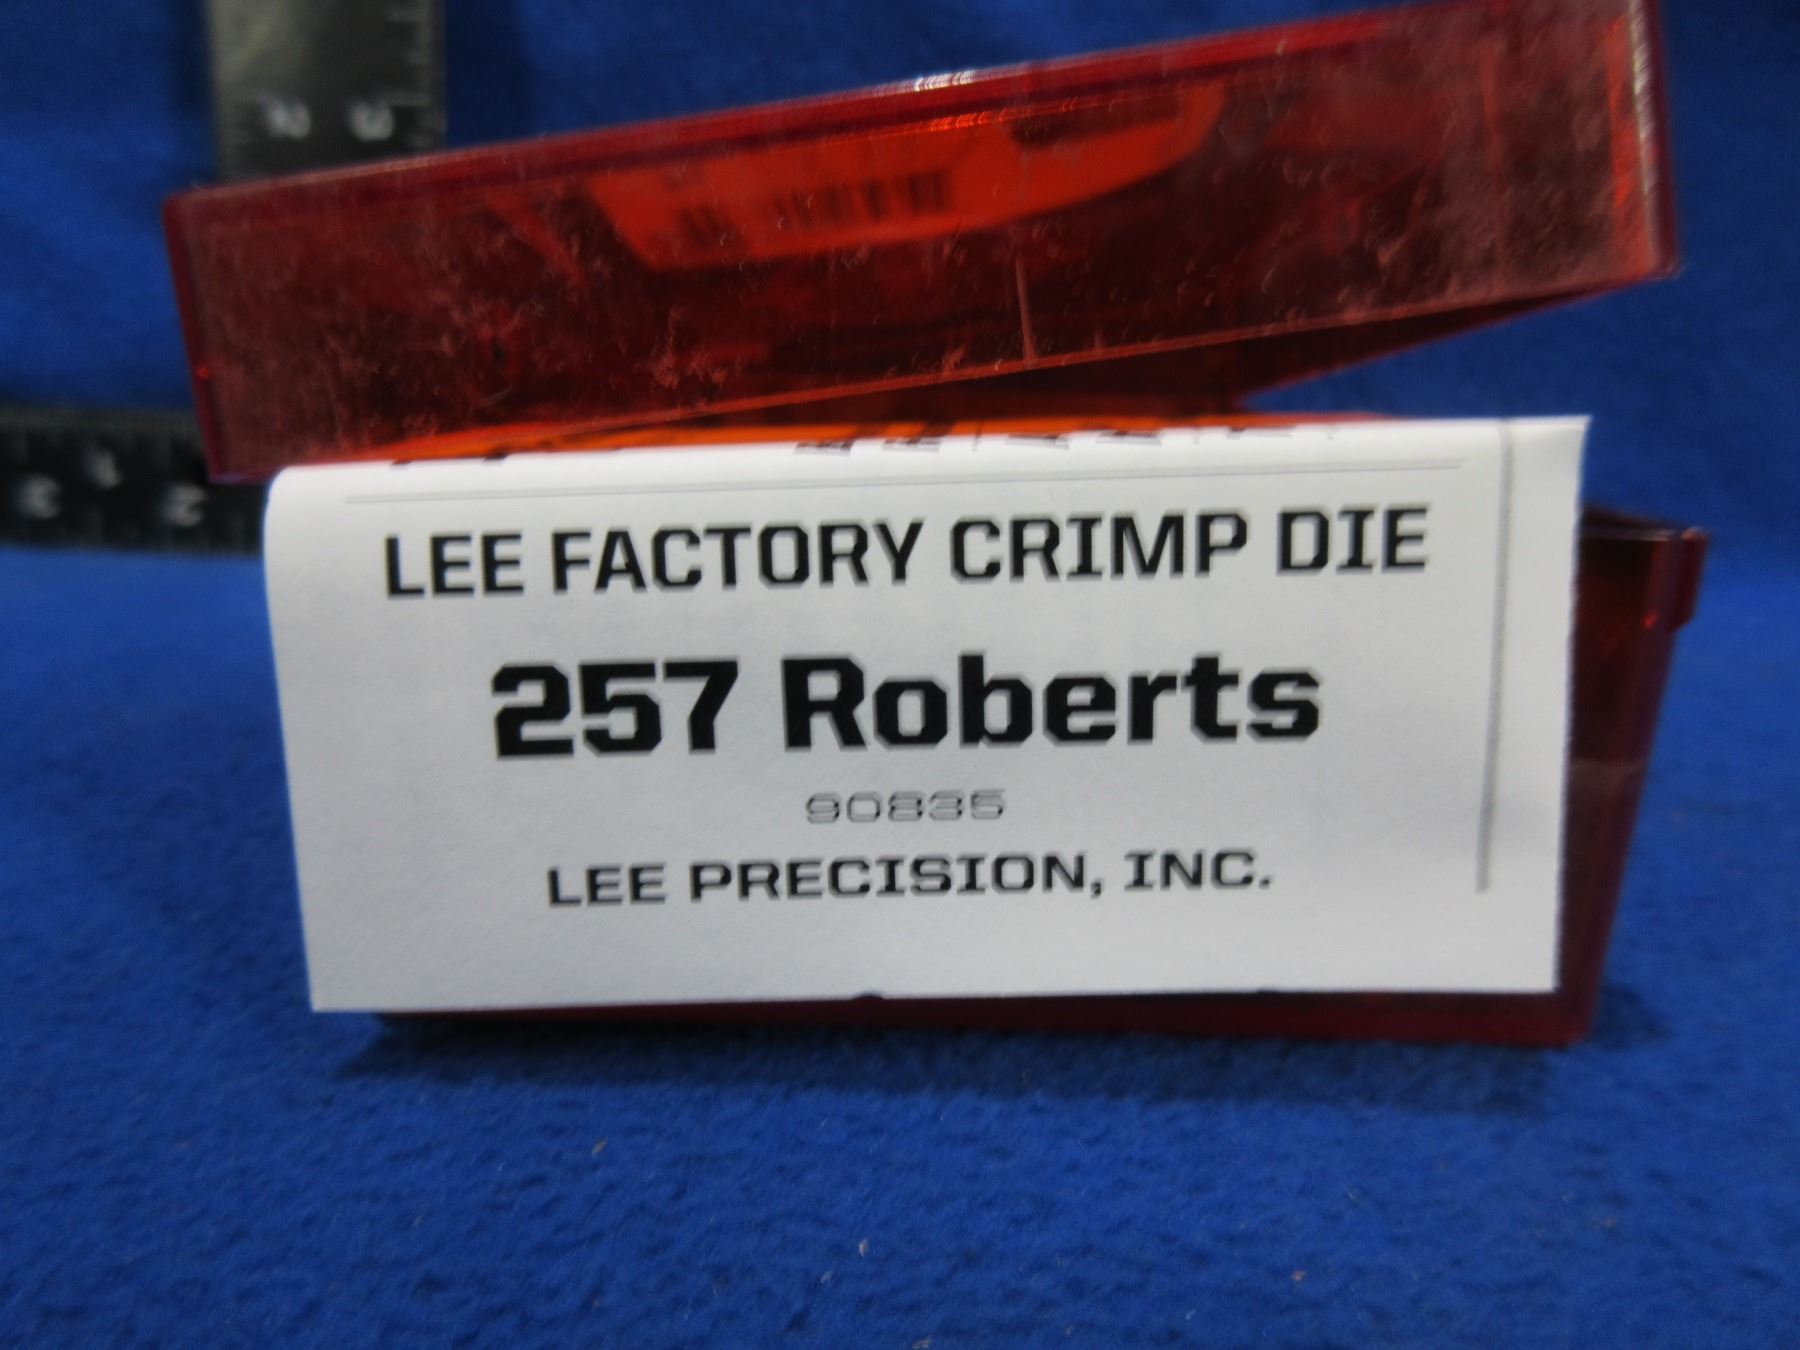 LEE FACTORY CRIMP DIE
257 Roberts
90835
LEE PRECISION, INC.